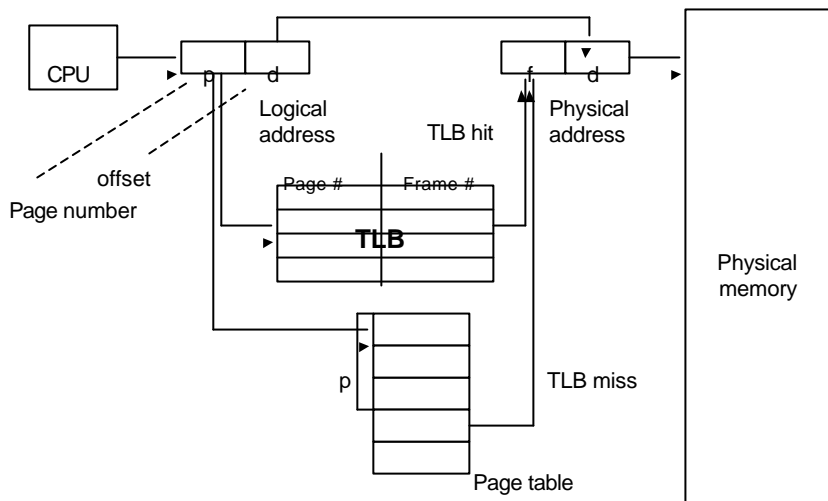 CPU
p
d
f
d
Logical
address
TLB hit
Physical
address
offset
Page number
Page #
Frame #
TLB
Physical
memory
p
TLB miss
Page table